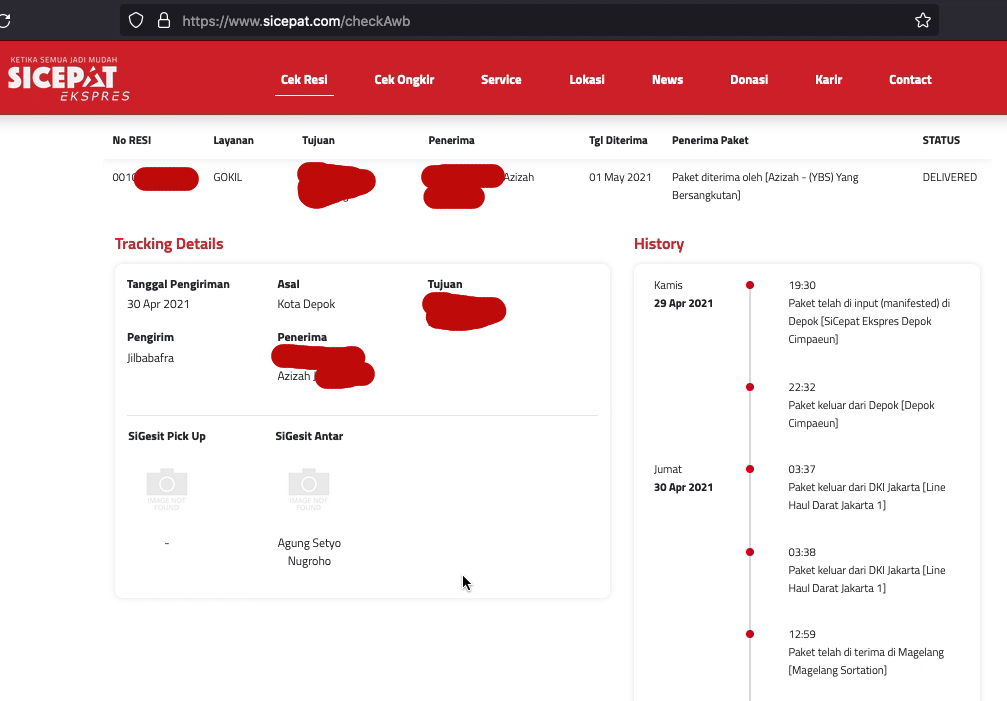 https://www.sicepat.com/checkAwb
KETIKA SEMUA JADI MUDAH
SICEPAT
EKSPRES
Cek Resi Cek Ongkir Service Lokasi News Donasi Karir Contact
No RESI Layanan Tujuan Penerima Tgl Diterima Penerima Paket STATUS
0010 GOKIL Azizah 01 May 2021 Paket diterima oleh [Azizah - (YBS) Yang DELIVERED
Bersangkutan]
Tracking Details
Tanggal Pengiriman Asal Tujuan
30 Apr 2021 Kota Depok
Pengirim Penerima
Jilbabafra
Azizah
SiGesit Pick Up SiGesit Antar
IMAGE NOT IMAGE NOT
FOUND FOUND
- Agung Setyo
Nugroho
History
Kamis 19:30
29 Apr 2021 Paket telah di input (manifested) di
Depok [SiCepat Ekspres Depok
Cimpaeun]
22:32
Paket keluar dari Depok [Depok
Cimpaeun]
Jumat 03:37
30 Apr 2021 Paket keluar dari DKI Jakarta [Line
Haul Darat Jakarta 1]
03:38
Paket keluar dari DKI Jakarta [Line
Haul Darat Jakarta 1]
12:59
Paket telah di terima di Magelang
[Magelang Sortation]